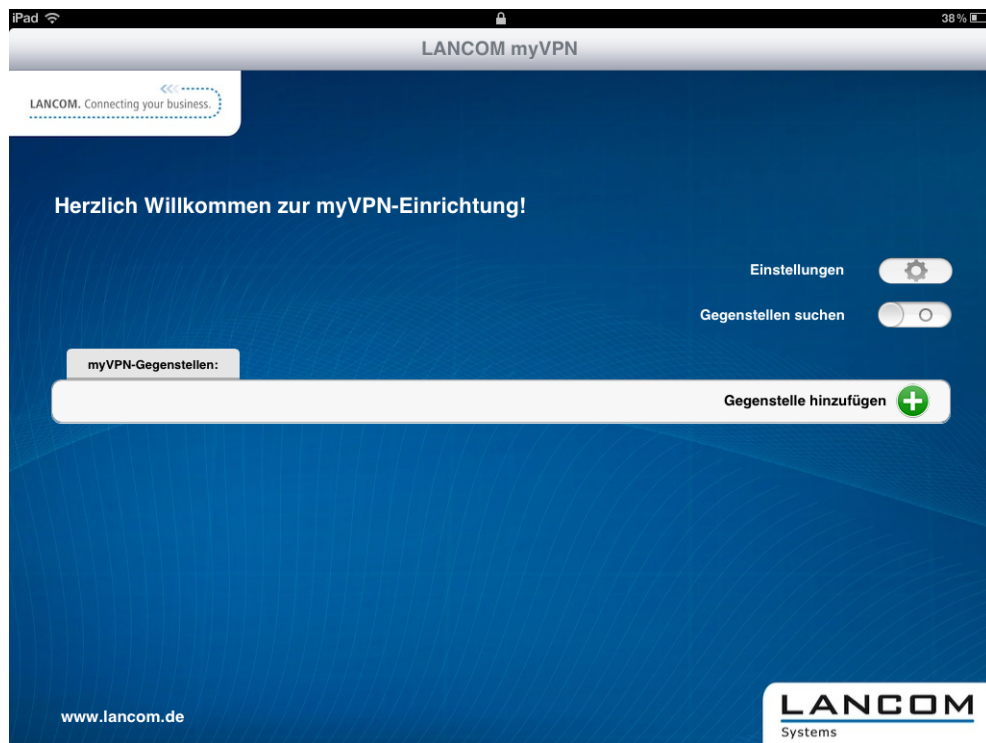 iPad
38%
LANCOM myVPN
LANCOM. Connecting your business.
Herzlich Willkommen zur myVPN-Einrichtung!
Einstellungen
Gegenstellen suchen
myVPN-Gegenstellen:
Gegenstelle hinzufügen
www.lancom.de
LANCOM
Systems